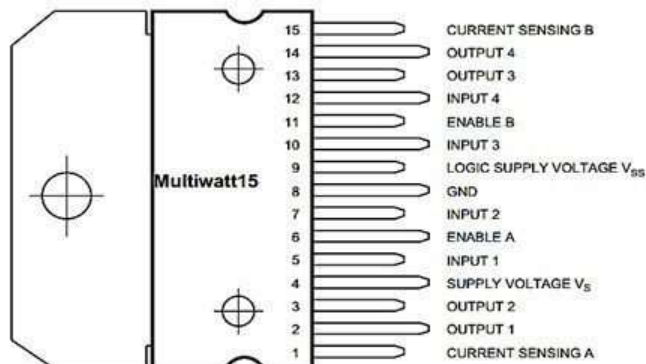 15 CURRENT SENSING B
14 OUTPUT 4
13 OUTPUT 3
12 INPUT 4
11 ENABLE B
10 INPUT 3
9 LOGIC SUPPLY VOLTAGE VSS
Multiwatt15
8 GND
7 INPUT 2
6 ENABLE A
5 INPUT 1
4 SUPPLY VOLTAGE VS
3 OUTPUT 2
2 OUTPUT 1
1 CURRENT SENSING A